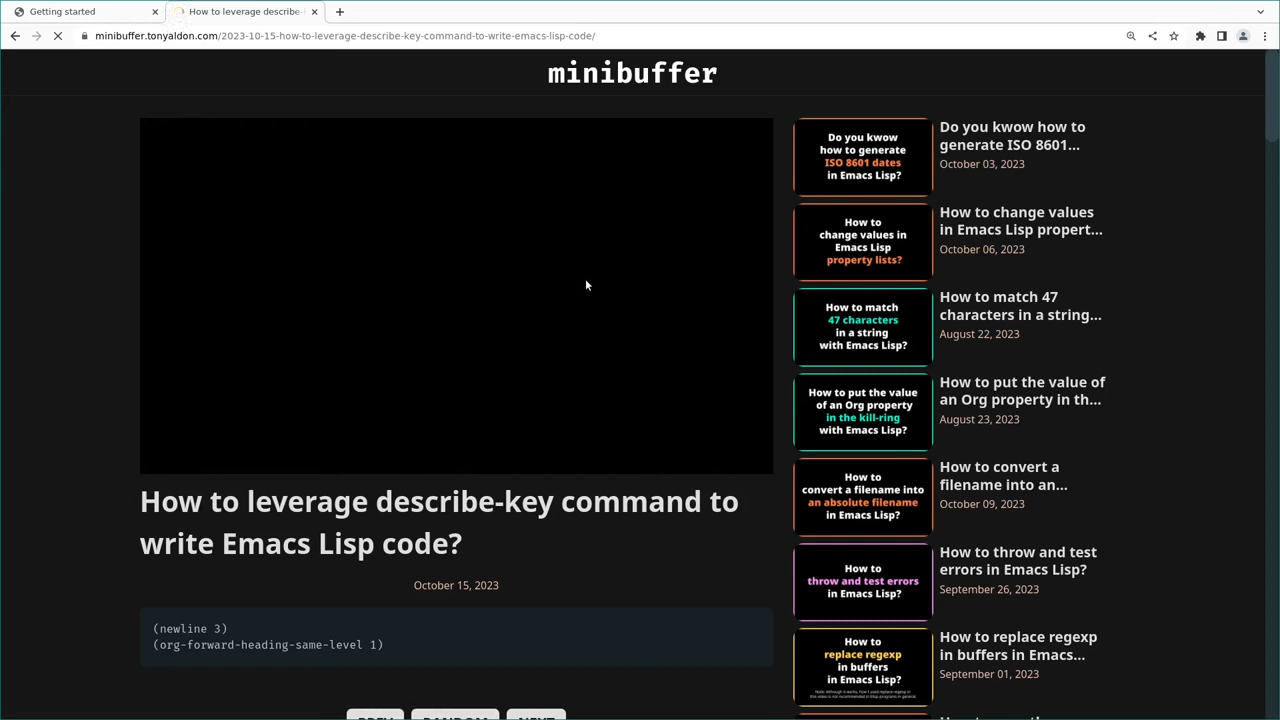 Getting started
How to leverage describe-
minibuffer.tonyaldon.com/2023-10-15-how-to-leverage-describe-key-command-to-write-emacs-lisp-code/
minibuffer
How to leverage describe-key command to
write Emacs Lisp code?
October 15, 2023
(newline 3)
(org-forward-heading-same-level 1)
PREV RANDOM NEXT
Do you kwow
how to generate
ISO 8601 dates
in Emacs Lisp?
Do you kwow how to
generate ISO 8601...
October 03, 2023
How to
change values in
Emacs Lisp
property lists?
How to change values
in Emacs Lisp propert...
October 06, 2023
How to match
47 characters
in a string
with Emacs Lisp?
How to match 47
characters in a string...
August 22, 2023
How to put the value
of an Org property
in the kill-ring
with Emacs Lisp?
How to put the value of
an Org property in th...
August 23, 2023
How to
convert a filename into
an absolute filename
in Emacs Lisp?
How to convert a
filename into an...
October 09, 2023
How to
throw and test errors
in Emacs Lisp?
How to throw and test
errors in Emacs Lisp?
September 26, 2023
How to
replace regexp
in buffers
in Emacs Lisp?
How to replace regexp
in buffers in Emacs...
September 01, 2023